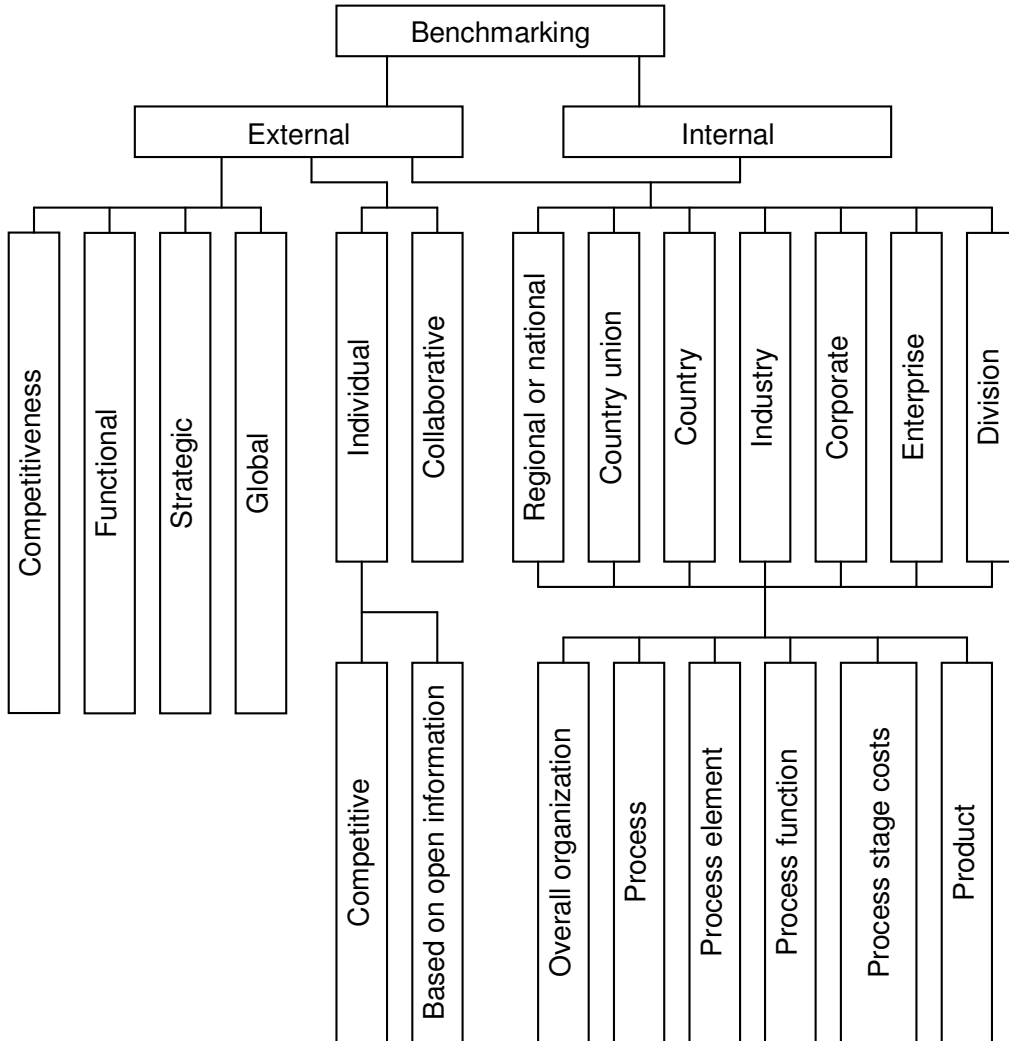 Benchmarking
External
Internal
Competitiveness
Functional
Strategic
Global
Individual
Collaborative
Regional or national
Country union
Country
Industry
Corporate
Enterprise
Division
Competitive
Based on open information
Overall organization
Process
Process element
Process function
Process stage costs
Product